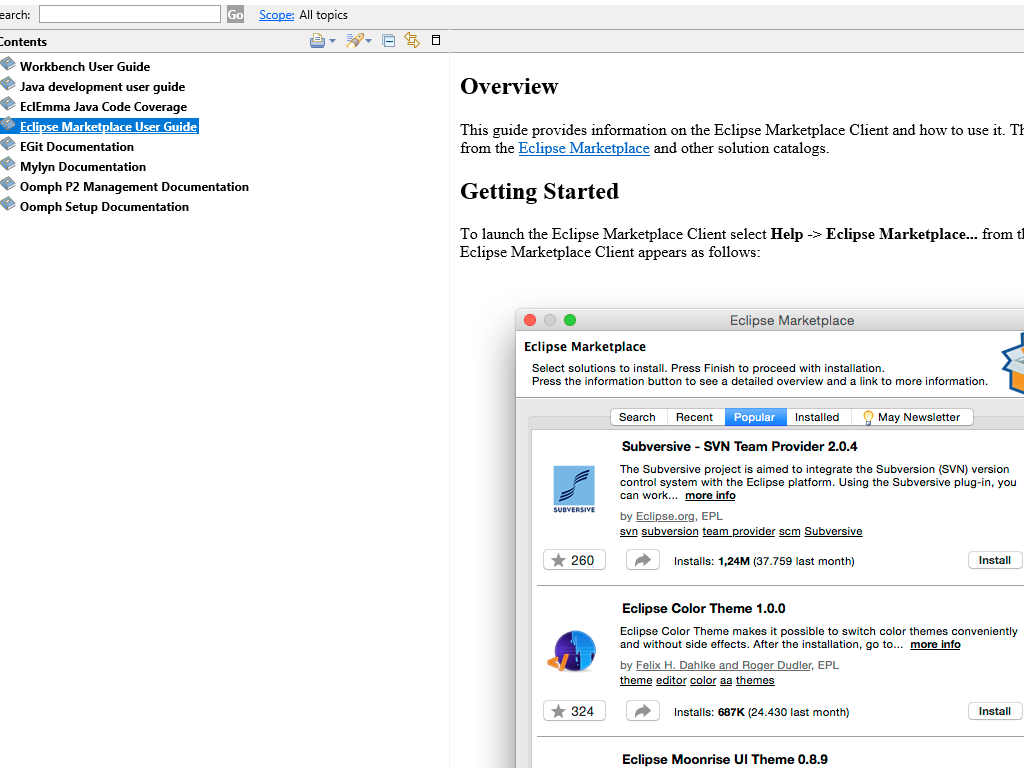 earch: Go Scope: All topics
Contents
Workbench User Guide
Java development user guide
EclEmma Java Code Coverage
Eclipse Marketplace User Guide
EGit Documentation
Mylyn Documentation
Oomph P2 Management Documentation
Oomph Setup Documentation
Overview
This guide provides information on the Eclipse Marketplace Client and how to use it. Th
from the Eclipse Marketplace and other solution catalogs.
Getting Started
To launch the Eclipse Marketplace Client select Help -> Eclipse Marketplace... from th
Eclipse Marketplace Client appears as follows:
Eclipse Marketplace
Eclipse Marketplace
Select solutions to install. Press Finish to proceed with installation.
Press the information button to see a detailed overview and a link to more information.
Search Recent Popular Installed May Newsletter
Subversive - SVN Team Provider 2.0.4
The Subversive project is aimed to integrate the Subversion (SVN) version
control system with the Eclipse platform. Using the Subversive plug-in, you
can work... more info
SUBVERSIVE
by Eclipse.org, EPL
svn subversion team provider scm Subversive
260 Installs: 1,24M (37.759 last month) Install
Eclipse Color Theme 1.0.0
Eclipse Color Theme makes it possible to switch color themes conveniently
and without side effects. After the installation, go to... more info
by Felix H. Dahlke and Roger Dudler, EPL
theme editor color aa themes
324 Installs: 687K (24.430 last month) Install
Eclipse Moonrise UI Theme 0.8.9